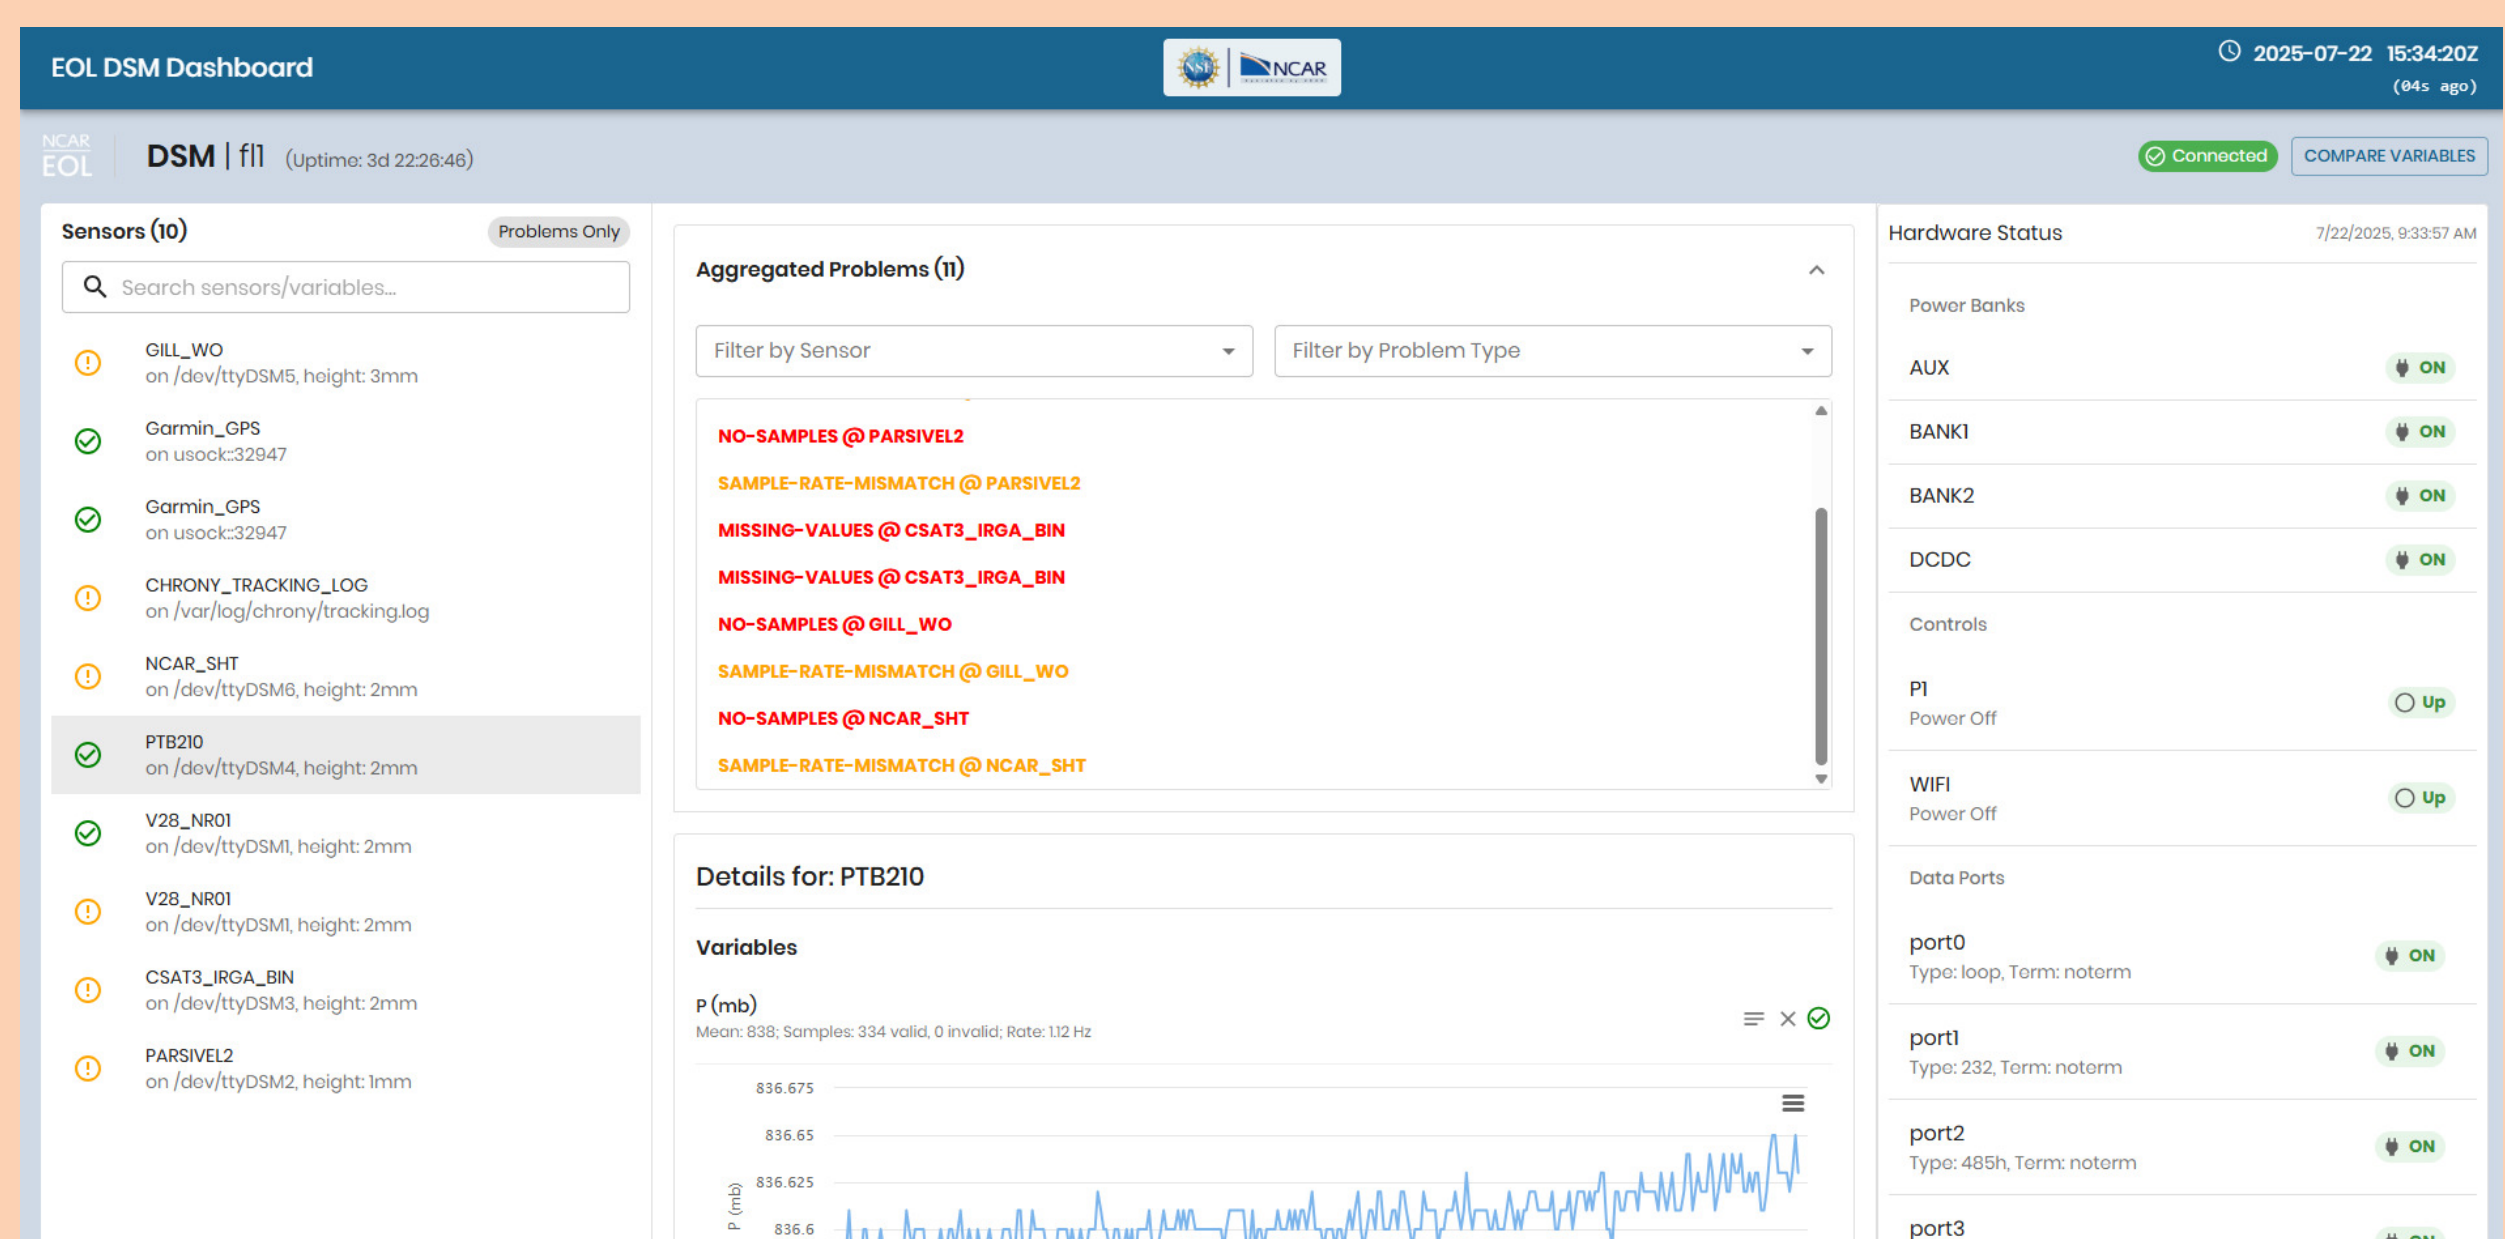 EOL DSM Dashboard
NSF
NCAR
2025-07-22 15:34:20Z
(04s ago)
NCAR
EOL
DSM | fl1 (Uptime: 3d 22:26:46)
Connected
COMPARE VARIABLES
Sensors (10)
Problems Only
Search sensors/variables...
GILL_WO
on /dev/ttyDSM5, height: 3mm
Garmin_GPS
on usock::32947
Garmin_GPS
on usock::32947
CHRONY_TRACKING_LOG
on /var/log/chrony/tracking.log
NCAR_SHT
on /dev/ttyDSM6, height: 2mm
PTB210
on /dev/ttyDSM4, height: 2mm
V28_NR01
on /dev/ttyDSM1, height: 2mm
V28_NR01
on /dev/ttyDSM1, height: 2mm
CSAT3_IRGA_BIN
on /dev/ttyDSM3, height: 2mm
PARSIVEL2
on /dev/ttyDSM2, height: 1mm
Aggregated Problems (11)
Filter by Sensor
Filter by Problem Type
NO-SAMPLES @ PARSIVEL2
SAMPLE-RATE-MISMATCH @ PARSIVEL2
MISSING-VALUES @ CSAT3_IRGA_BIN
MISSING-VALUES @ CSAT3_IRGA_BIN
NO-SAMPLES @ GILL_WO
SAMPLE-RATE-MISMATCH @ GILL_WO
NO-SAMPLES @ NCAR_SHT
SAMPLE-RATE-MISMATCH @ NCAR_SHT
Details for: PTB210
Variables
P (mb)
Mean: 838; Samples: 334 valid, 0 invalid; Rate: 1.12 Hz
836.675
836.65
836.625
836.6
P (mb)
Hardware Status
7/22/2025, 9:33:57 AM
Power Banks
AUX
ON
BANK1
ON
BANK2
ON
DCDC
ON
Controls
P1
Power Off
Up
WIFI
Power Off
Up
Data Ports
port0
Type: loop, Term: noterm
ON
port1
Type: 232, Term: noterm
ON
port2
Type: 485h, Term: noterm
ON
port3
ON